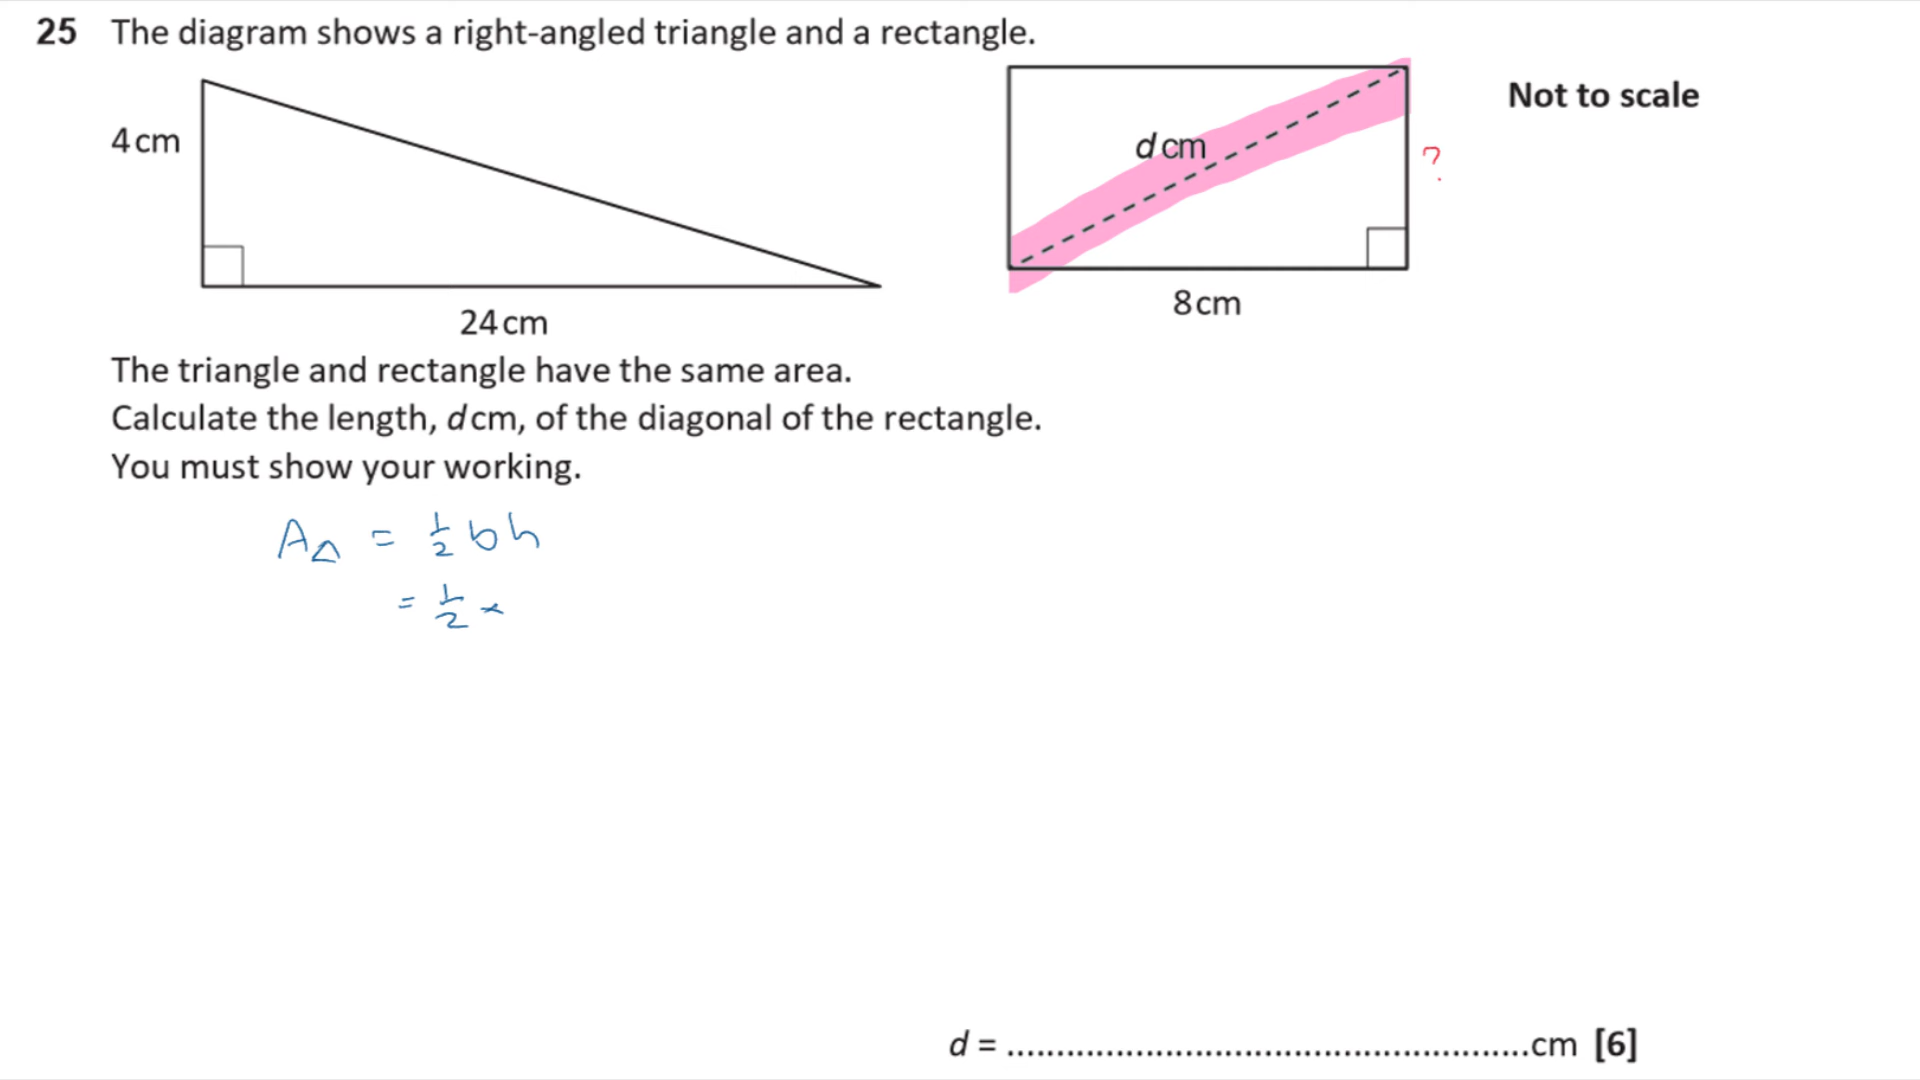 25 The diagram shows a right-angled triangle and a rectangle.
4 cm
24 cm
d cm
?
8 cm
Not to scale
The triangle and rectangle have the same area.
Calculate the length, d cm, of the diagonal of the rectangle.
You must show your working.
A△ = 1/2 b h
= 1/2 ×
d = ....................................................cm [6]